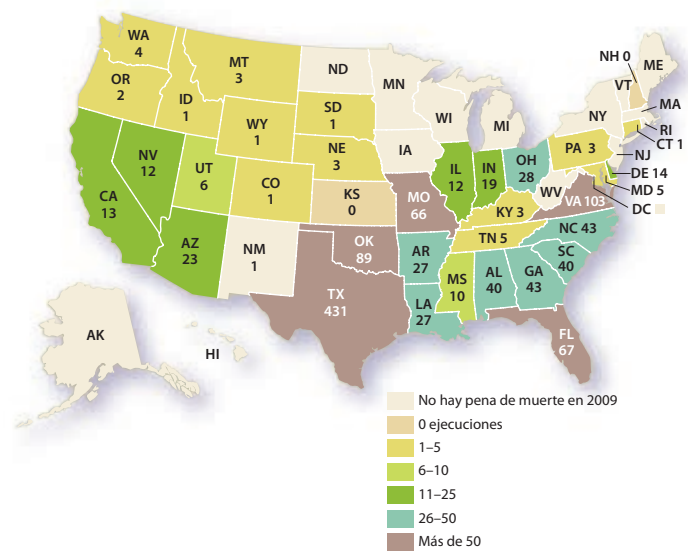 WA
4
MT
3
ND
MN
NH 0
ME
VT
OR
2
ID
1
SD
1
WI
MI
NY
MA
RI
CT 1
WY
1
NE
3
IA
PA 3
NJ
NV
12
UT
6
CO
1
KS
0
MO
66
IL
12
IN
19
OH
28
WV
VA 103
DE 14
MD 5
DC
CA
13
AZ
23
NM
1
OK
89
AR
27
KY 3
TN 5
NC 43
SC
40
TX
431
LA
27
MS
10
AL
40
GA
43
FL
67
AK
HI
No hay pena de muerte en 2009
0 ejecuciones
1–5
6–10
11–25
26–50
Más de 50